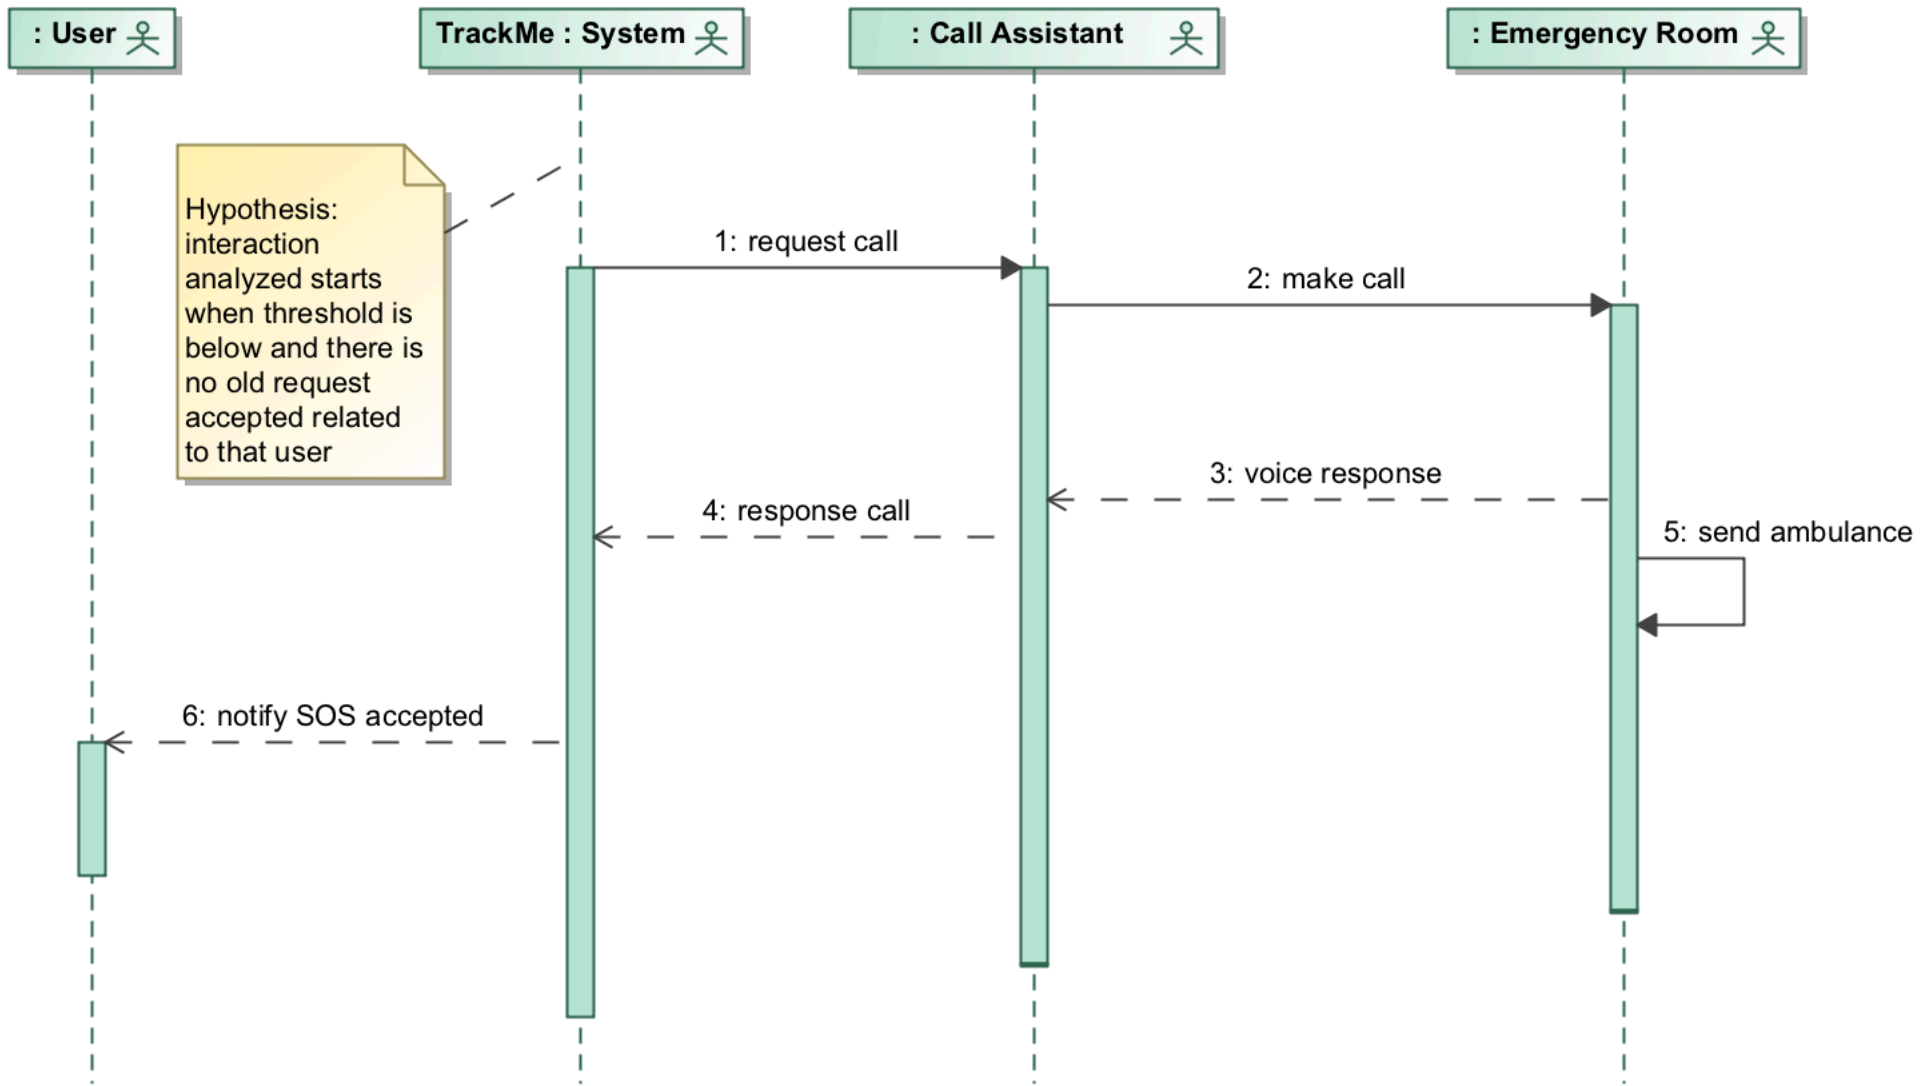 : User
TrackMe : System
: Call Assistant
: Emergency Room
Hypothesis:
interaction
analyzed starts
when threshold is
below and there is
no old request
accepted related
to that user
1: request call
2: make call
3: voice response
4: response call
5: send ambulance
6: notify SOS accepted